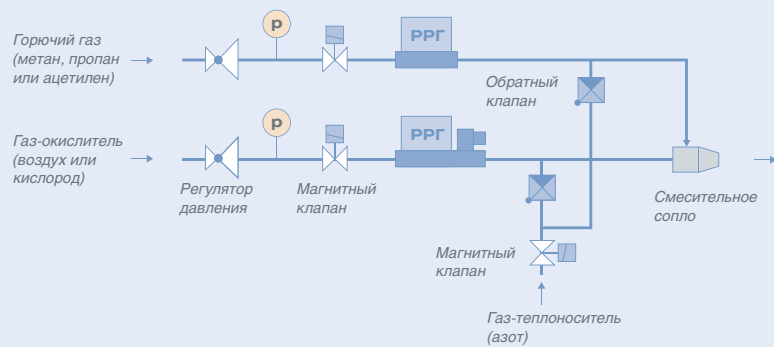 Горючий газ
(метан, пропан
или ацетилен)
p
РРГ
Обратный
клапан
Газ-окислитель
(воздух или
кислород)
p
РРГ
Регулятор
давления
Магнитный
клапан
Смесительное
сопло
Магнитный
клапан
Газ-теплоноситель
(азот)